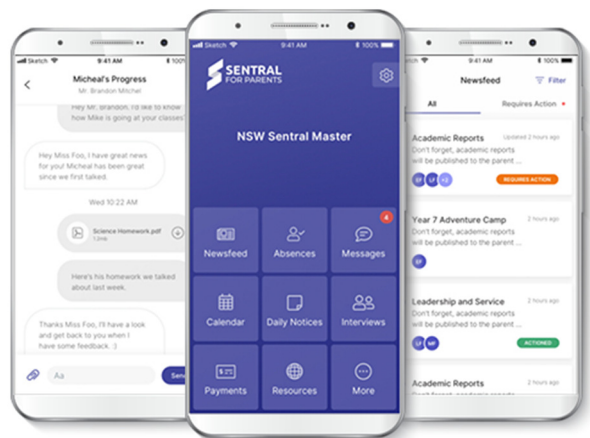 Sketch 9:41 AM 100%
Micheal's Progress
Mr. Brandon Mitchel
Hey Mr. Brandon, I'd like to know
how Mike is going at your classes?
Hey Miss Foo, I have great news
for you! Micheal has been great
since we first talked.
Wed 10:22 AM
Science Homework.pdf
Here's his homework we talked
about last week.
Thanks Miss Foo, I'll have a look
and get back to you when I
have some feedback. :)
Aa
Send
Sketch 9:41 AM 100%
SENTRAL
FOR PARENTS
NSW Sentral Master
4
Newsfeed
Absences
Messages
Calendar
Daily Notices
Interviews
Payments
Resources
More
9:41 AM 100%
Newsfeed
Filter
All
Requires Action
Academic Reports
Updated 2 hours ago
Don't forget, academic reports
will be published to the parent ...
EF LF +2
REQUIRES ACTION
Year 7 Adventure Camp
2 hours ago
Don't forget, academic reports
will be published to the parent ...
EF
Leadership and Service
2 hours ago
Don't forget, academic reports
will be published to the parent ...
LF MF
ACTIONED
Academic Reports
2 hours ago